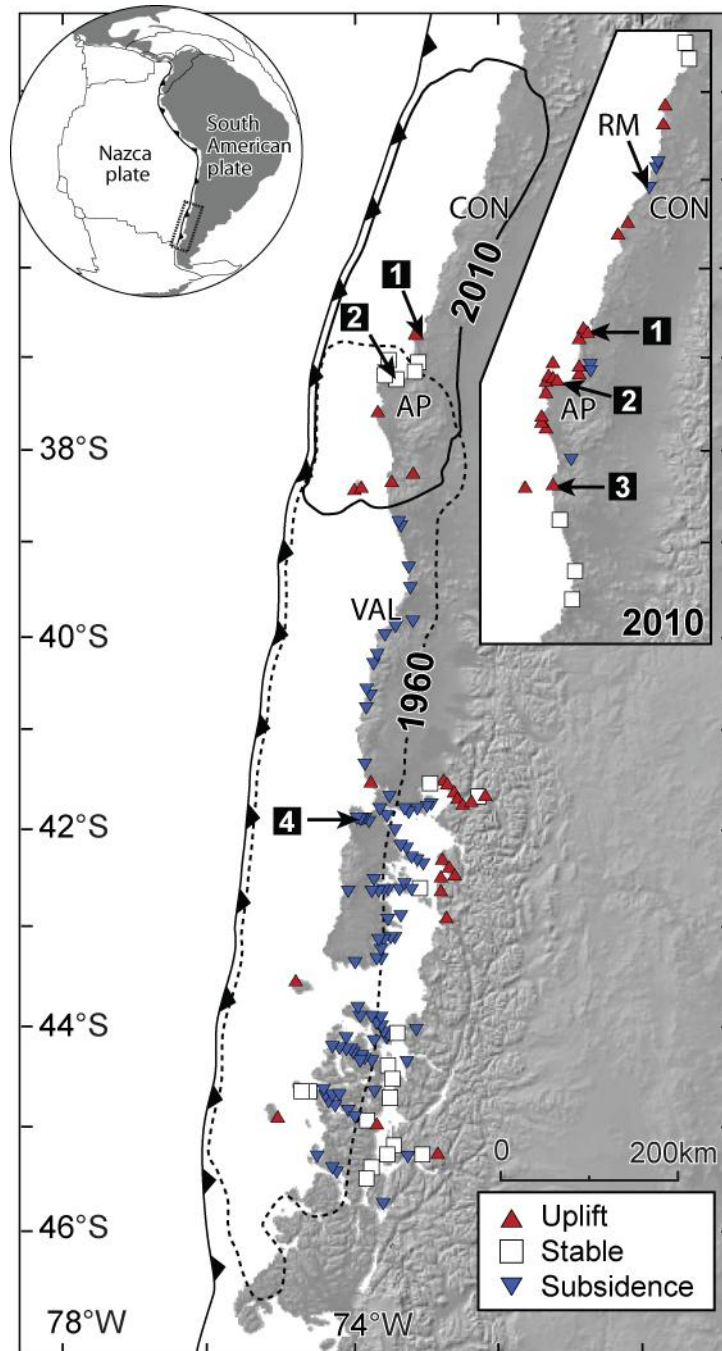 Nazca
plate
South
American
plate
CON
2010
1
2
AP
38°S
VAL
40°S
1960
4
42°S
44°S
46°S
78°W
74°W
RM
CON
1
2
AP
3
2010
0
200km
Uplift
Stable
Subsidence